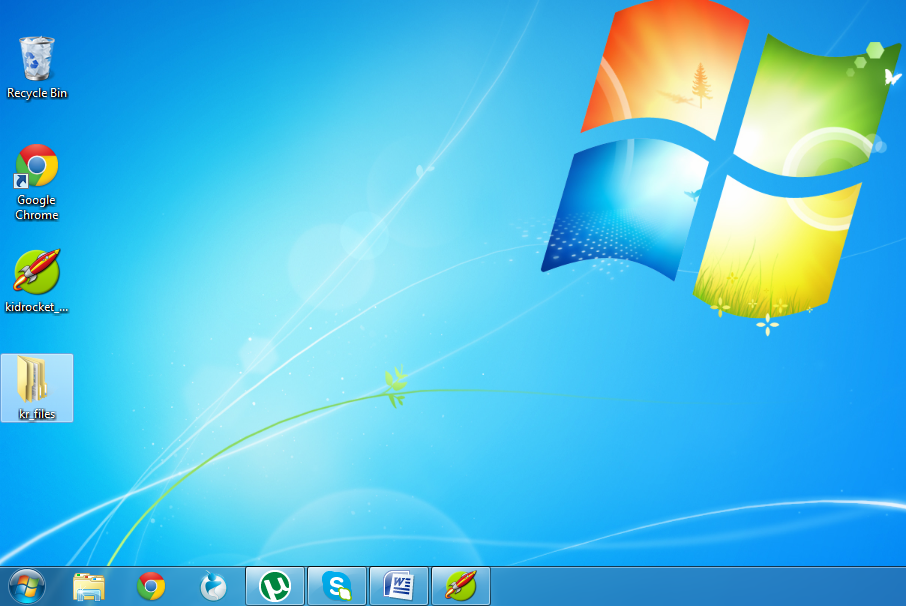 Recycle Bin
Google
Chrome
kidrocket_...
kr_files